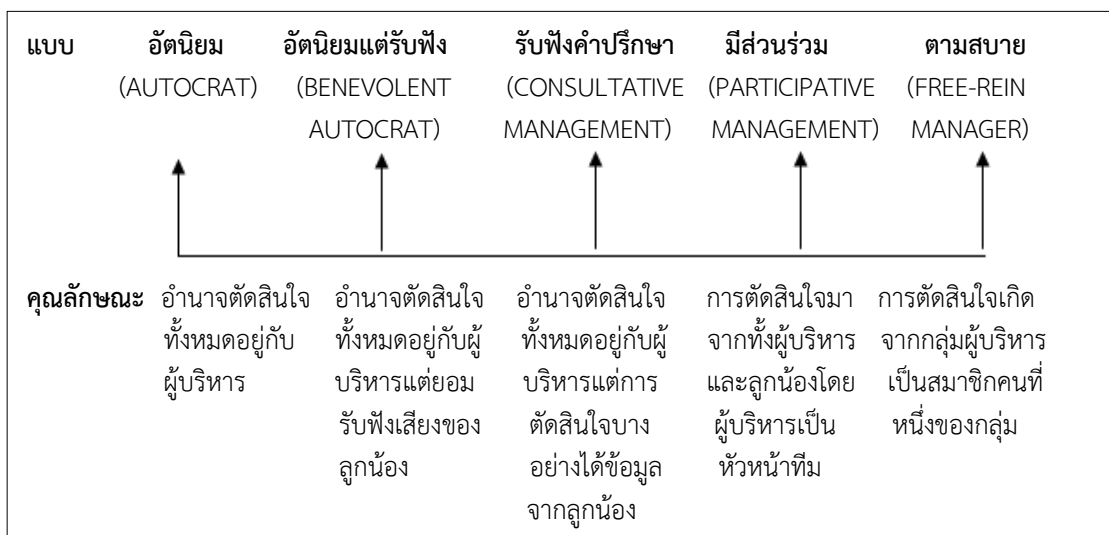 แบบ อัตนิยม อัตนิยมแต่รับฟัง รับฟังคำปรึกษา มีส่วนร่วม ตามสบาย
(AUTOCRAT) (BENEVOLENT (CONSULTATIVE (PARTICIPATIVE (FREE-REIN
AUTOCRAT) MANAGEMENT) MANAGEMENT) MANAGER)
คุณลักษณะ อำนาจตัดสินใจ อำนาจตัดสินใจ อำนาจตัดสินใจ การตัดสินใจมา การตัดสินใจเกิด
ทั้งหมดอยู่กับ ทั้งหมดอยู่กับผู้ ทั้งหมดอยู่กับผู้ จากทั้งผู้บริหาร จากกลุ่มผู้บริหาร
ผู้บริหาร บริหารแต่ยอม บริหารแต่การ และลูกน้องโดย เป็นสมาชิกคนที่
รับฟังเสียงของ ตัดสินใจบาง ผู้บริหารเป็น หนึ่งของกลุ่ม
ลูกน้อง อย่างได้ข้อมูล หัวหน้าทีม
จากลูกน้อง